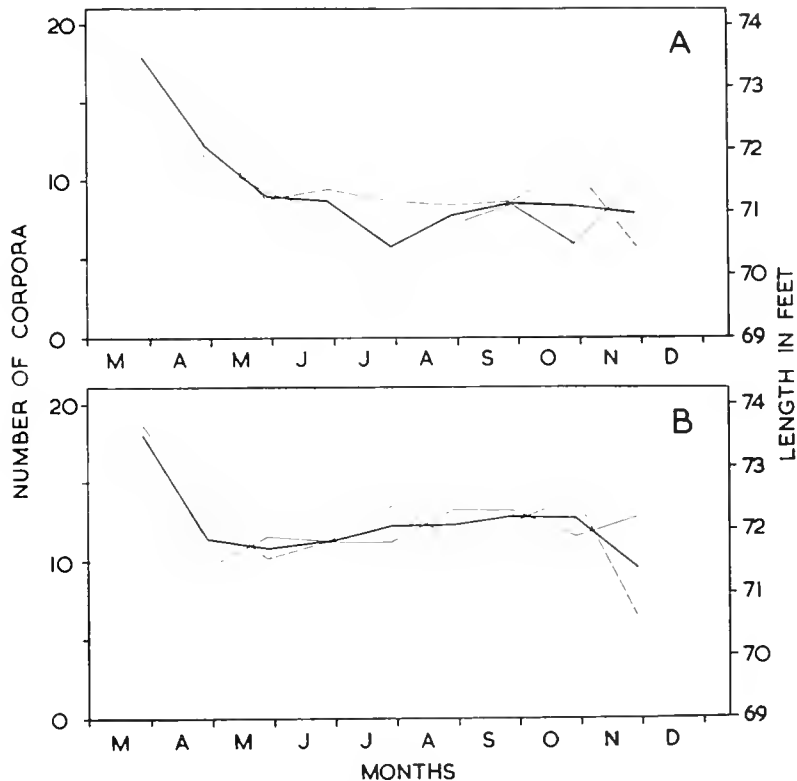 A
20
10
0
NUMBER OF CORPORA
74
73
72
71
70
69
LENGTH IN FEET
M A M J J A S O N D
B
20
10
0
74
73
72
71
70
69
M A M J J A S O N D
MONTHS